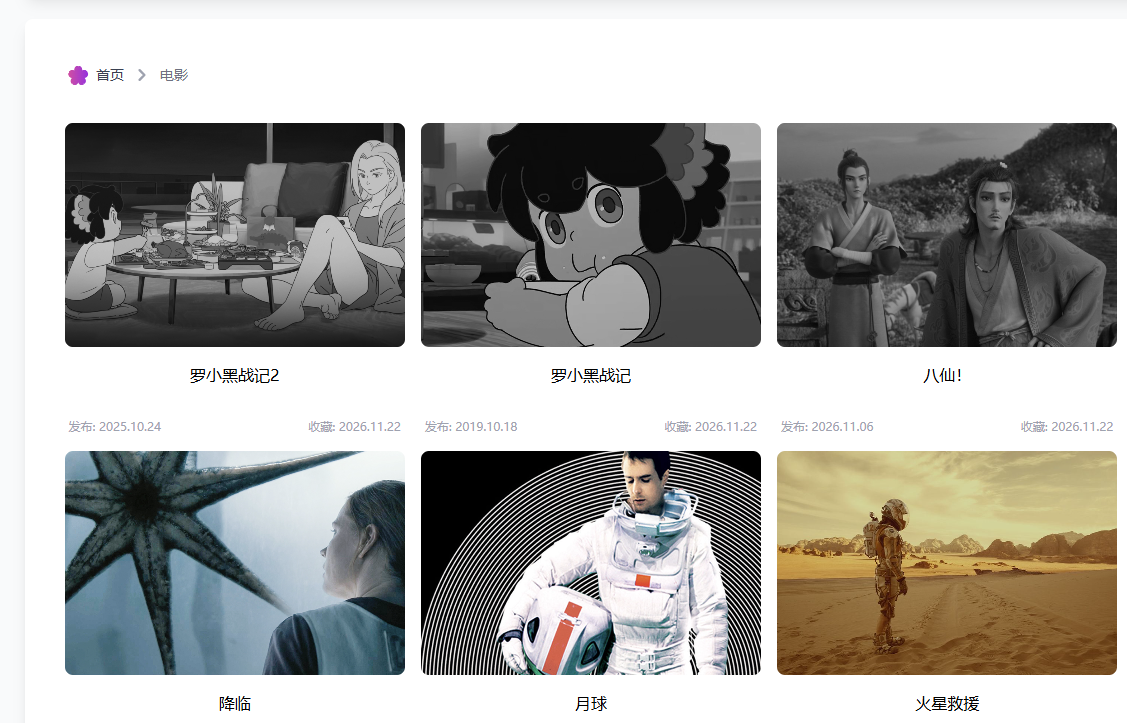 首页 > 电影
罗小黑战记2
罗小黑战记
八仙！
发布: 2025.10.24 收藏: 2026.11.22
发布: 2019.10.18 收藏: 2026.11.22
发布: 2026.11.06 收藏: 2026.11.22
降临
月球
火星救援